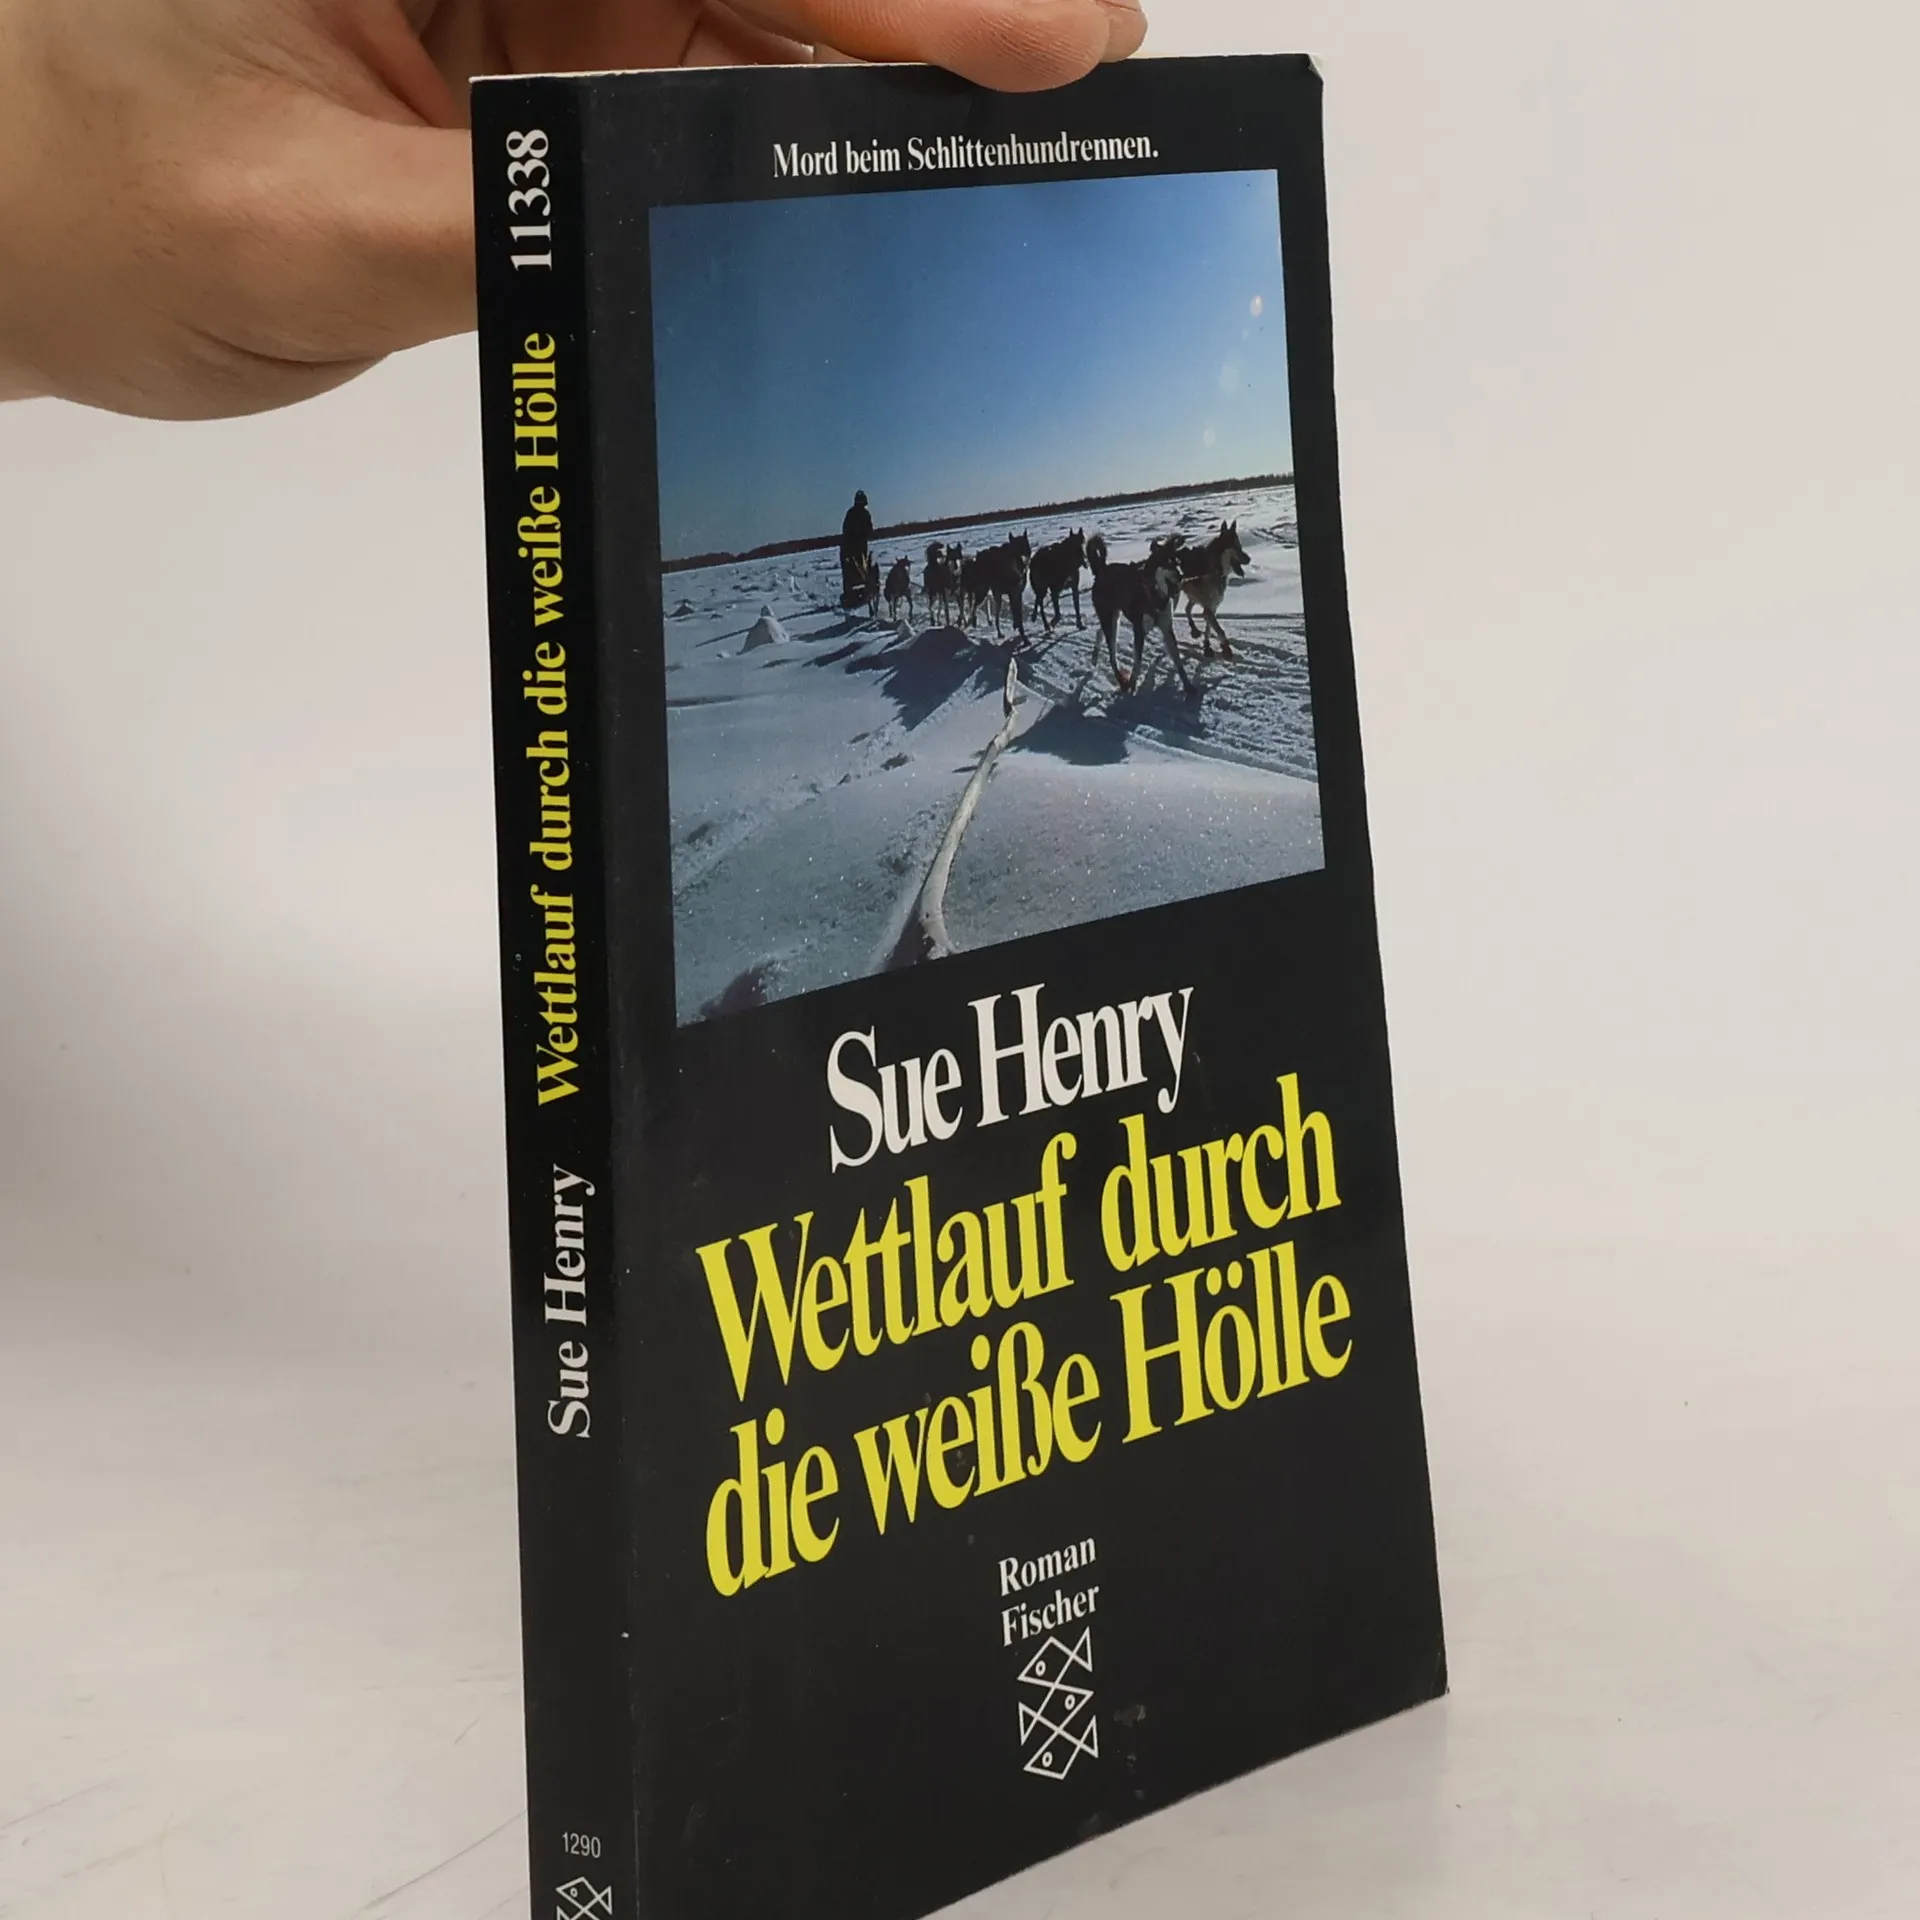 Mord beim Schlittenhundrennen.
Sue Henry
Wettlauf durch
die weiße Hölle
Roman
Fischer
Sue Henry Wettlauf durch die weiße Hölle 11338
1290